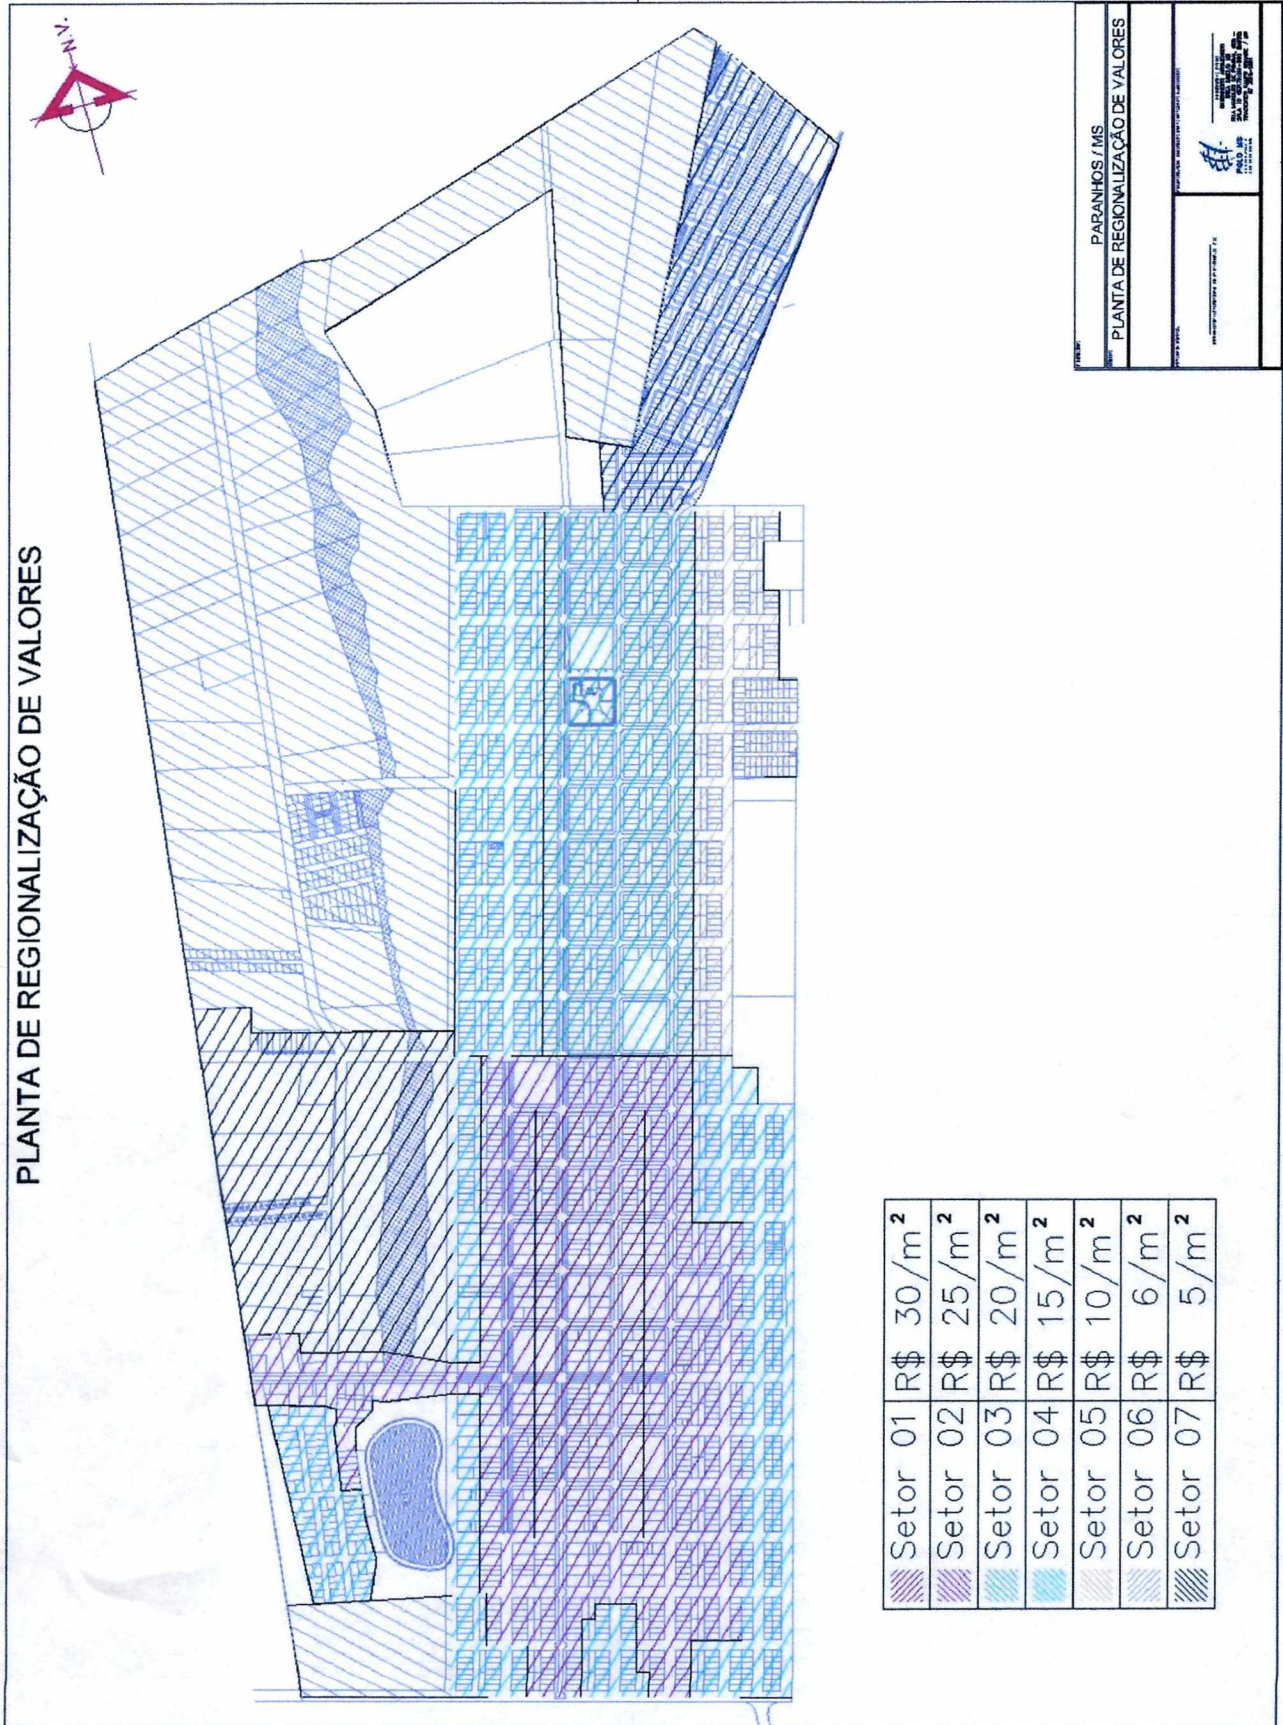 PLANTA DE REGIONALIZAÇÃO DE VALORES
N.V.
PARANHOS / MS
PLANTA DE REGIONALIZAÇÃO DE VALORES
POLO MS
Setor 01 R$ 30/m²
Setor 02 R$ 25/m²
Setor 03 R$ 20/m²
Setor 04 R$ 15/m²
Setor 05 R$ 10/m²
Setor 06 R$ 6/m²
Setor 07 R$ 5/m²